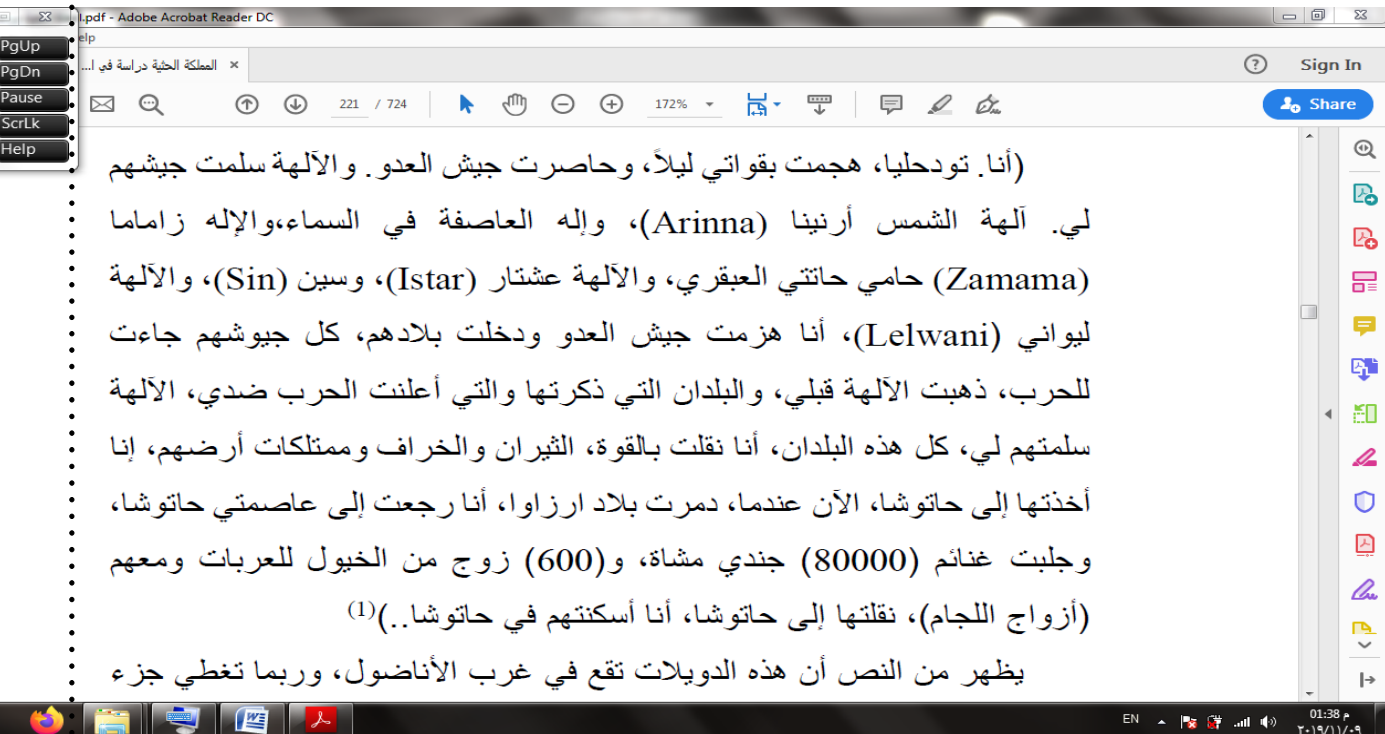 l.pdf - Adobe Acrobat Reader DC
elp
PgUp
PgDn
Pause
ScrLk
Help
المملكة الحثية دراسة في ا...
Sign In
221 / 724
172%
Share
(أنا. تودحليا، هجمت بقواتي ليلاً، وحاصرت جيش العدو. والآلهة سلمت جيشهم
لي. آلهة الشمس أرنينا (Arinna)، وإله العاصفة في السماء،والإله زاماما
(Zamama) حامي حاتتي العبقري، والآلهة عشتار (Istar)، وسين (Sin)، والآلهة
ليواني (Lelwani)، أنا هزمت جيش العدو ودخلت بلادهم، كل جيوشهم جاءت
للحرب، ذهبت الآلهة قبلي، والبلدان التي ذكرتها والتي أعلنت الحرب ضدي، الآلهة
سلمتهم لي، كل هذه البلدان، أنا نقلت بالقوة، الثيران والخراف وممتلكات أرضهم، إنا
أخذتها إلى حاتوشا، الآن عندما، دمرت بلاد ارزاوا، أنا رجعت إلى عاصمتي حاتوشا،
وجلبت غنائم (80000) جندي مشاة، و(600) زوج من الخيول للعربات ومعهم
(أزواج اللجام)، نقلتها إلى حاتوشا، أنا أسكنتهم في حاتوشا..)(1)
يظهر من النص أن هذه الدويلات تقع في غرب الأناضول، وربما تغطي جزء
EN
01:38 م
٢٠١٩/١١/٠٩